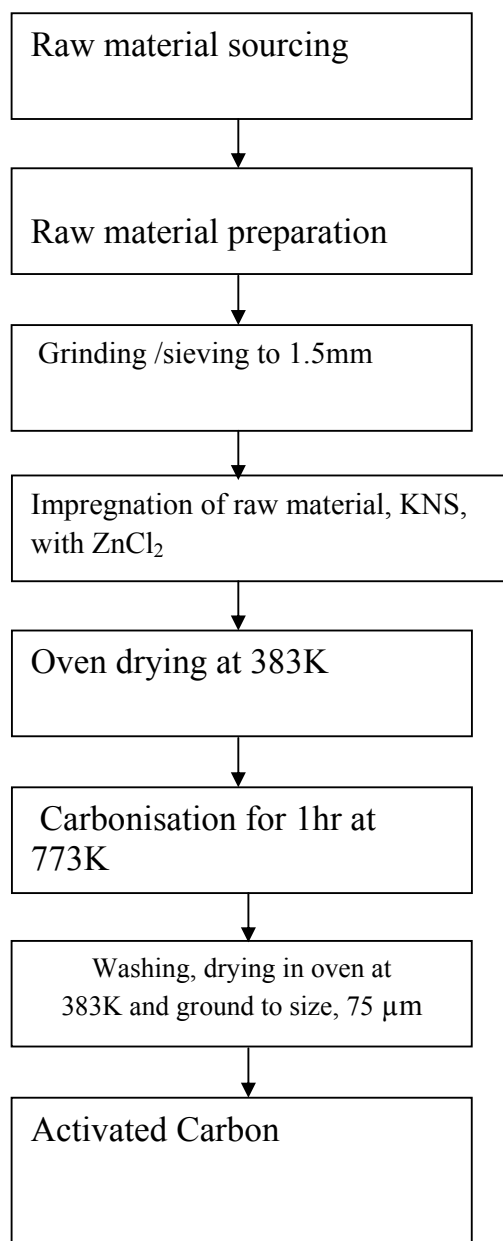 Raw material sourcing
Raw material preparation
Grinding /sieving to 1.5mm
Impregnation of raw material, KNS,
with ZnCl₂
Oven drying at 383K
Carbonisation for 1hr at
773K
Washing, drying in oven at
383K and ground to size, 75 µm
Activated Carbon